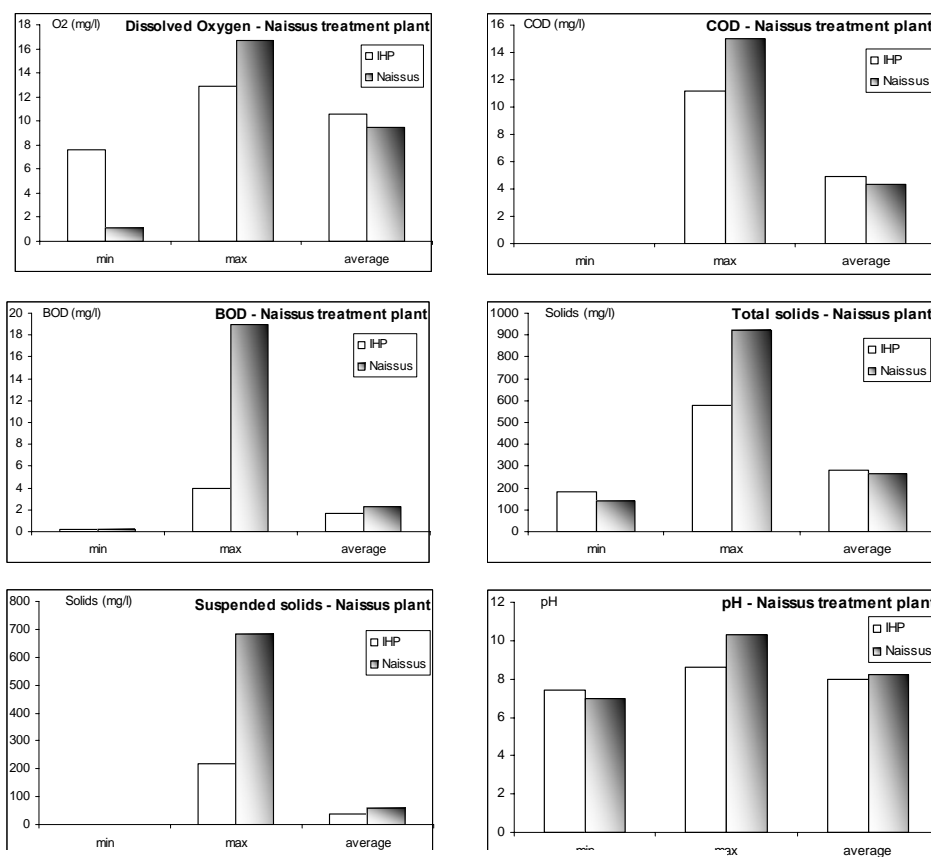 O2 (mg/l) Dissolved Oxygen - Naissus treatment plant
18
16
14
12
10
8
6
4
2
0
IHP
Naissus
min max average
COD (mg/l) COD - Naissus treatment plant
16
14
12
10
8
6
4
2
0
IHP
Naissus
min max average
BOD (mg/l) BOD - Naissus treatment plant
20
18
16
14
12
10
8
6
4
2
0
IHP
Naissus
min max average
Solids (mg/l) Total solids - Naissus plant
1000
900
800
700
600
500
400
300
200
100
0
IHP
Naissus
min max average
Solids (mg/l) Suspended solids - Naissus plant
800
700
600
500
400
300
200
100
0
IHP
Naissus
min max average
pH pH - Naissus treatment plant
12
10
8
6
4
2
0
IHP
Naissus
min max average